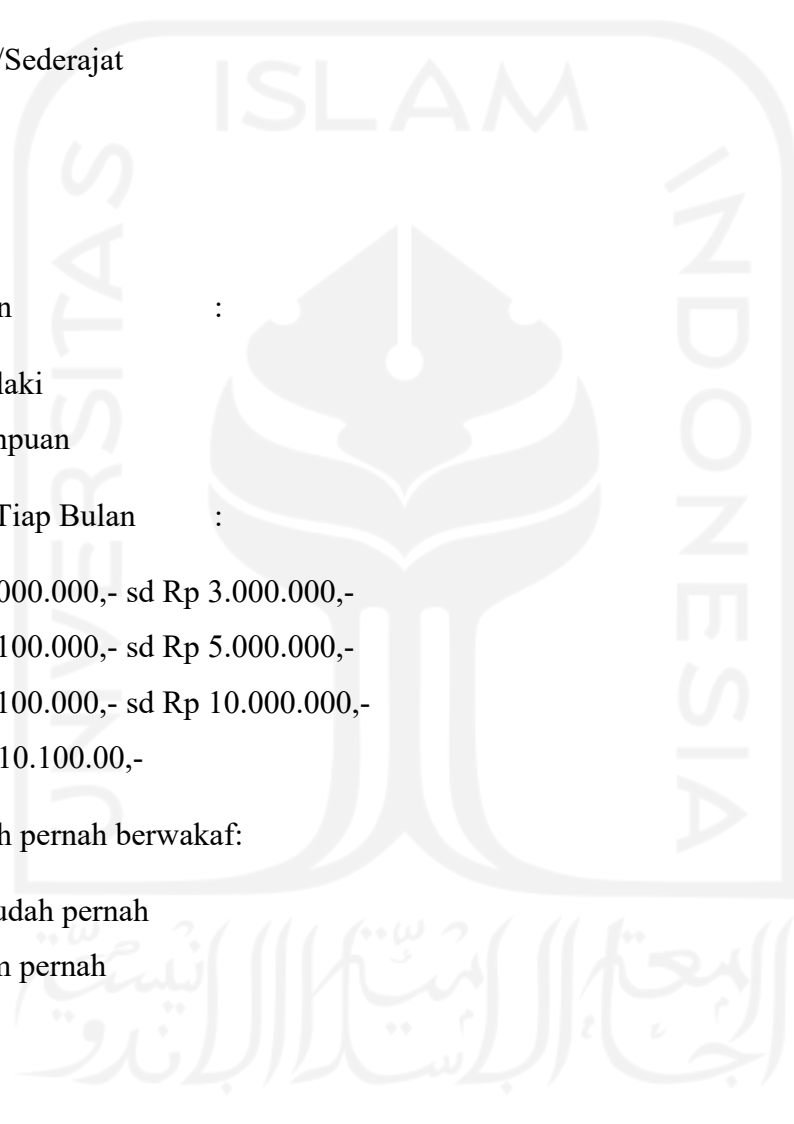 /Sederajat
n :
laki
npuan
Tiap Bulan :
000.000,- sd Rp 3.000.000,-
100.000,- sd Rp 5.000.000,-
100.000,- sd Rp 10.000.000,-
10.100.00,-
h pernah berwakaf:
udah pernah
n pernah
UNIVERSITAS
ISLAM
INDONESIA